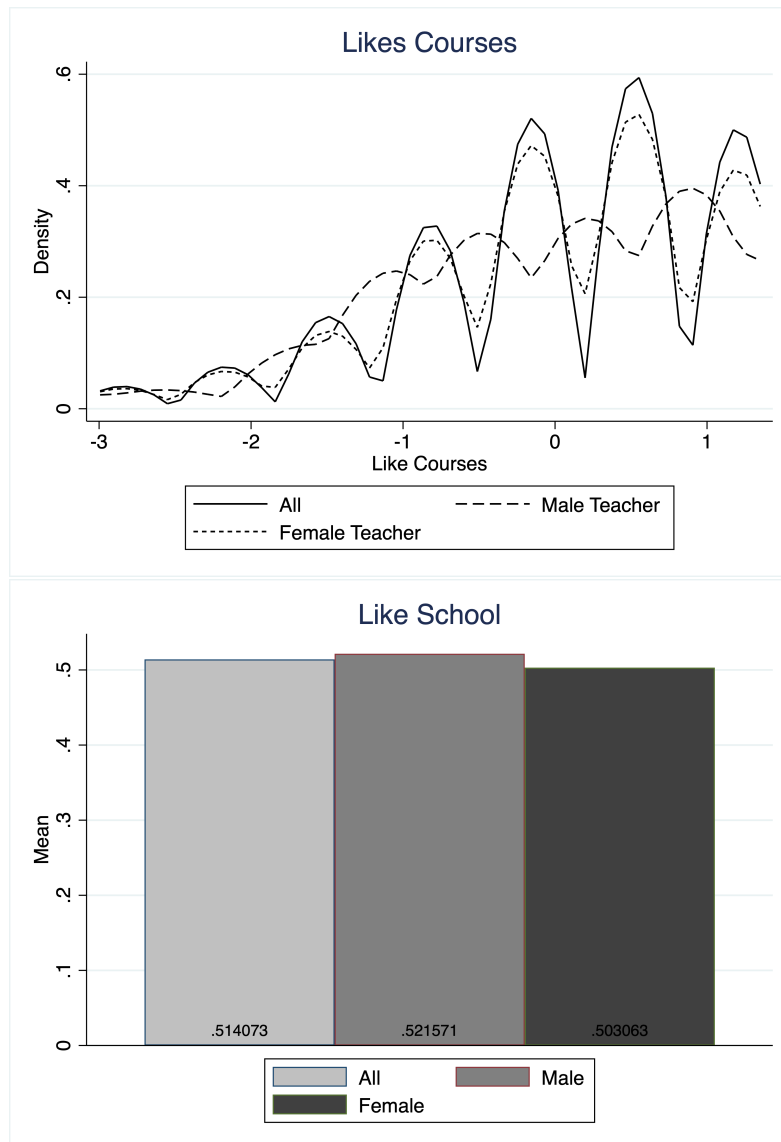 Likes Courses
.6
.4
.2
0
Density
-3 -2 -1 0 1
Like Courses
All Male Teacher
Female Teacher
Like School
.5
.4
.3
.2
.1
0
Mean
.514073 .521571 .503063
All Male
Female